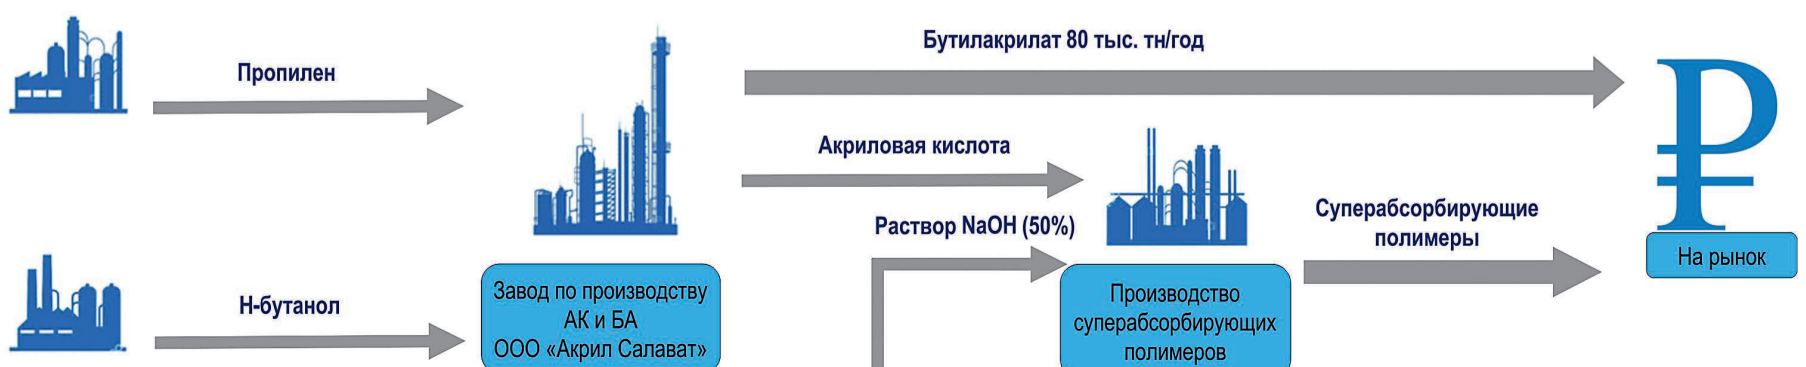 Бутилакрилат 80 тыс. тн/год
Пропилен
Акриловая кислота
Раствор NaOH (50%)
Суперабсорбирующие
полимеры
На рынок
Н-бутанол
Завод по производству
АК и БА
ООО «Акрил Салават»
Производство
суперабсорбирующих
полимеров